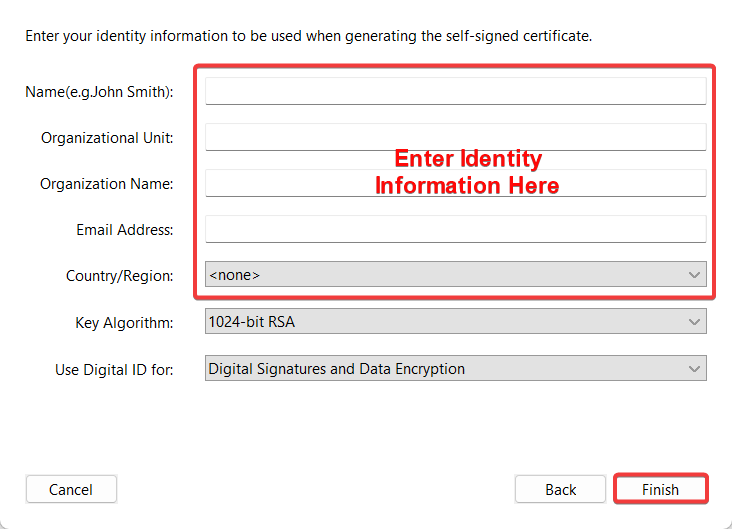 Enter your identity information to be used when generating the self-signed certificate.
Name(e.g.John Smith):
Organizational Unit:
Enter Identity
Information Here
Organization Name:
Email Address:
Country/Region: <none>
Key Algorithm: 1024-bit RSA
Use Digital ID for: Digital Signatures and Data Encryption
Cancel Back Finish